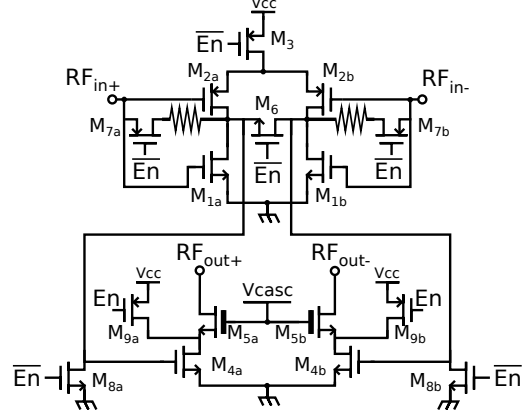 Vcc
En
M3
M2a
M2b
RFin+
RFin-
M6
M7a
M7b
En
En
En
M1a
M1b
RFout+
RFout-
Vcc
Vcasc
Vcc
En
En
M9a
M5a
M5b
M9b
En
M4a
M4b
En
M8a
M8b